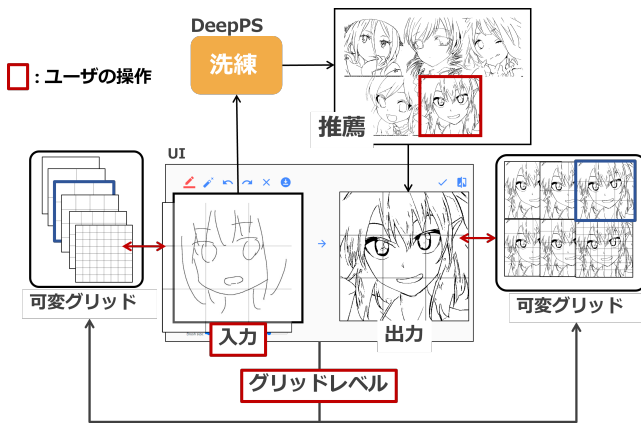 DeepPS
洗練
: ユーザの操作
推薦
UI
可変グリッド
入力
出力
可変グリッド
グリッドレベル